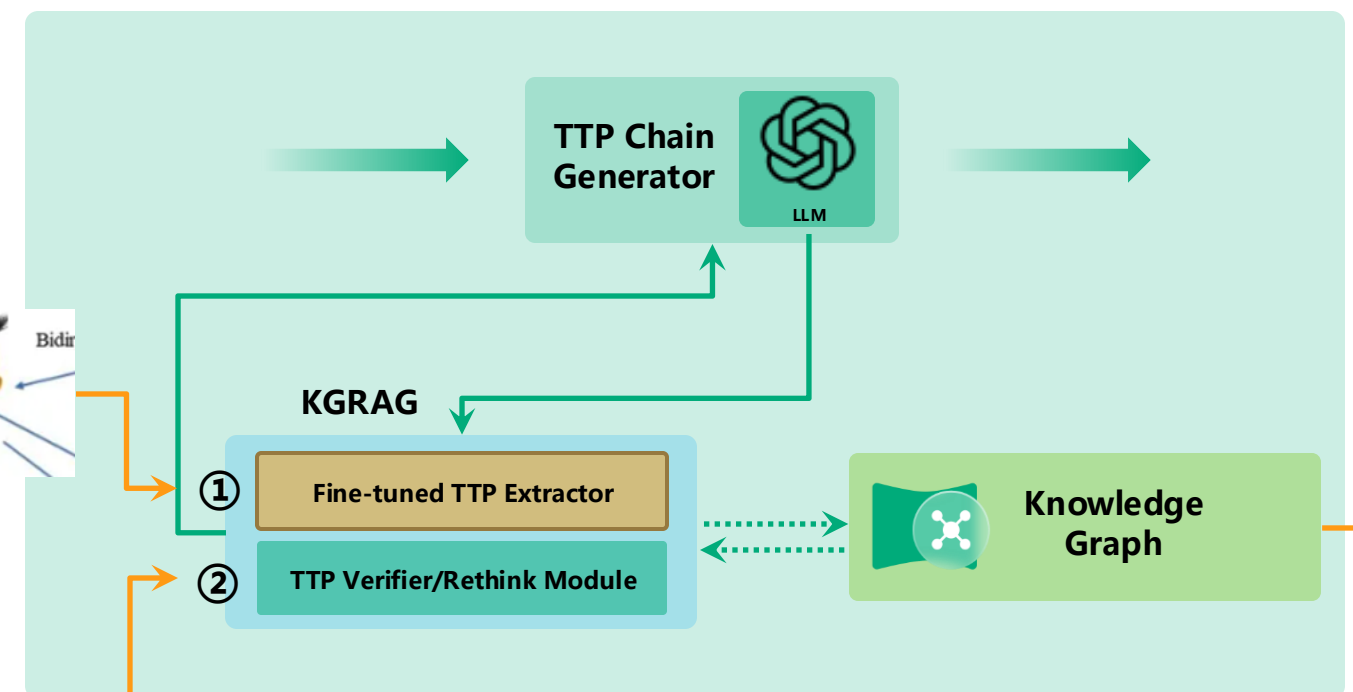 TTP Chain
Generator
LLM
KGRAG
① Fine-tuned TTP Extractor
② TTP Verifier/Rethink Module
Knowledge
Graph